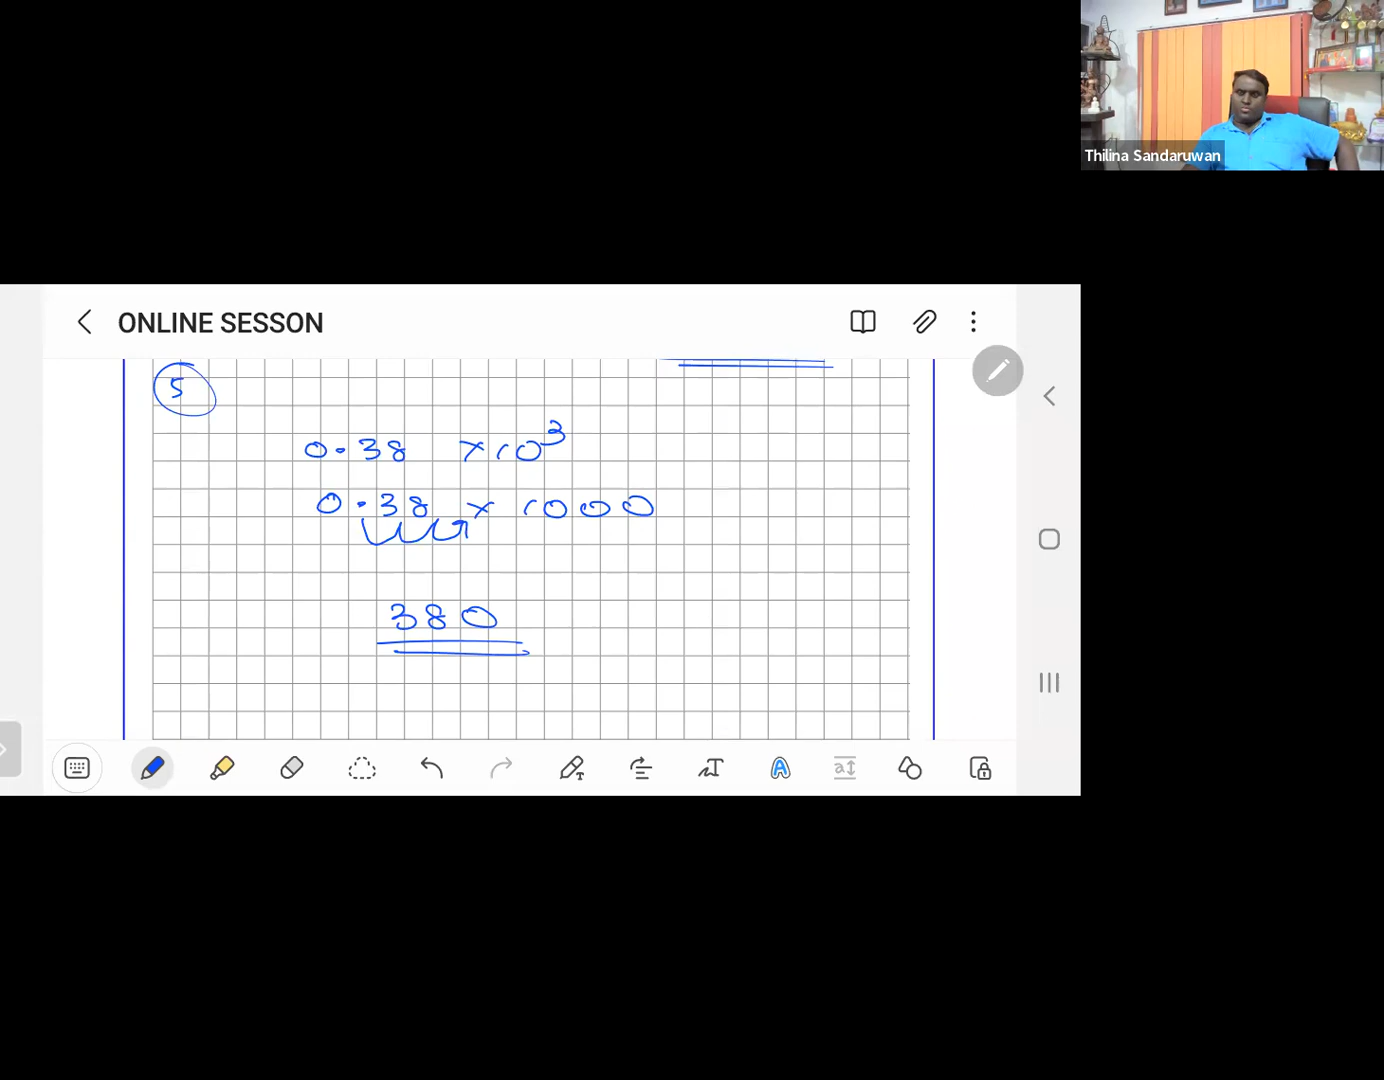 Thilina Sandaruwan
ONLINE SESSON
5
0.38 × 10³
0.38 × 1000
380